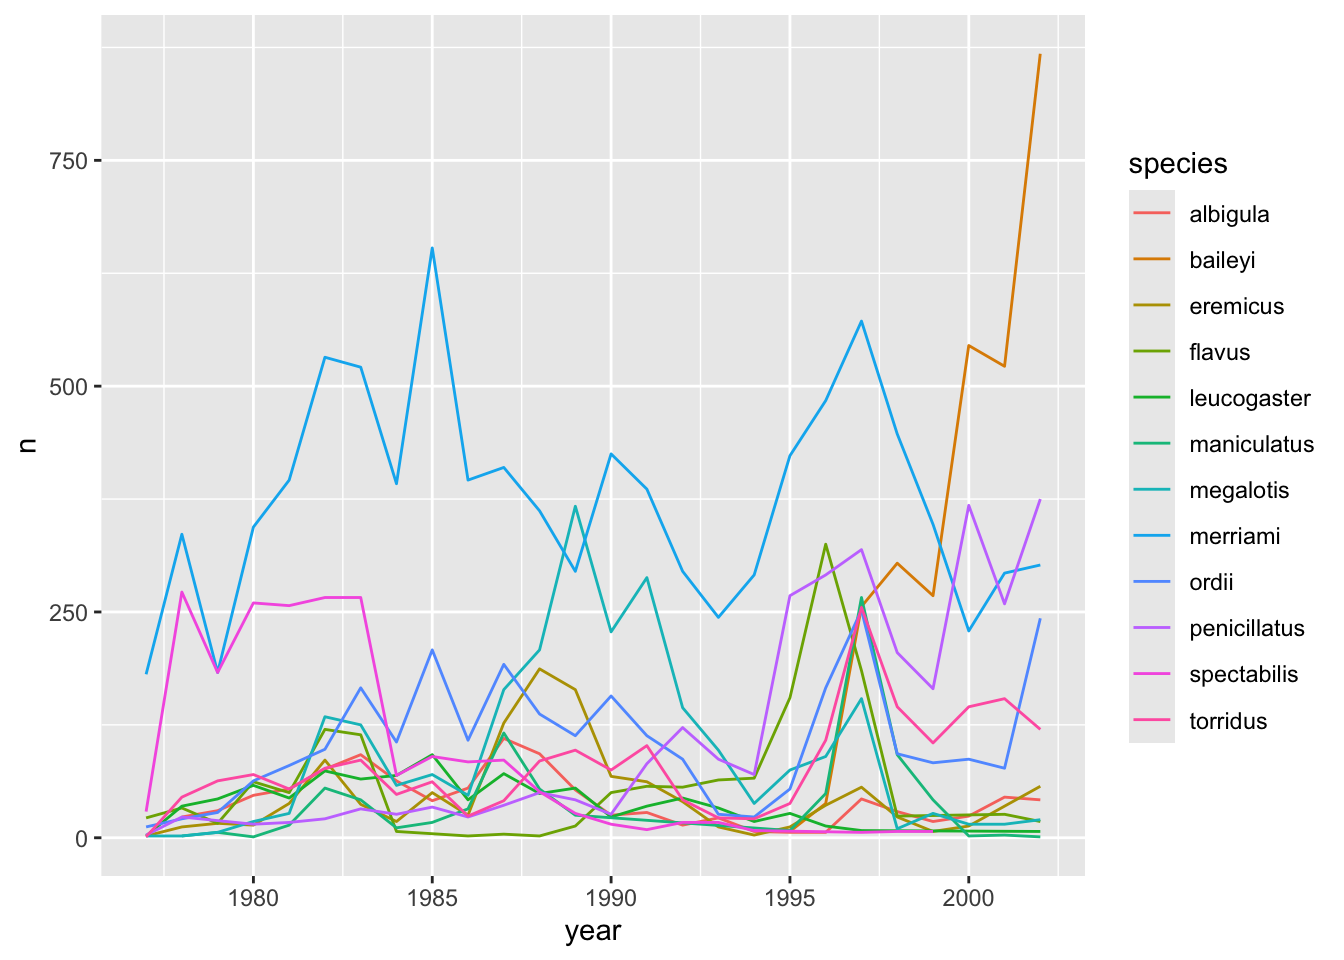 750
500
250
0
n
1980 1985 1990 1995 2000
year
species
albigula
baileyi
eremicus
flavus
leucogaster
maniculatus
megalotis
merriami
ordii
penicillatus
spectabilis
torridus